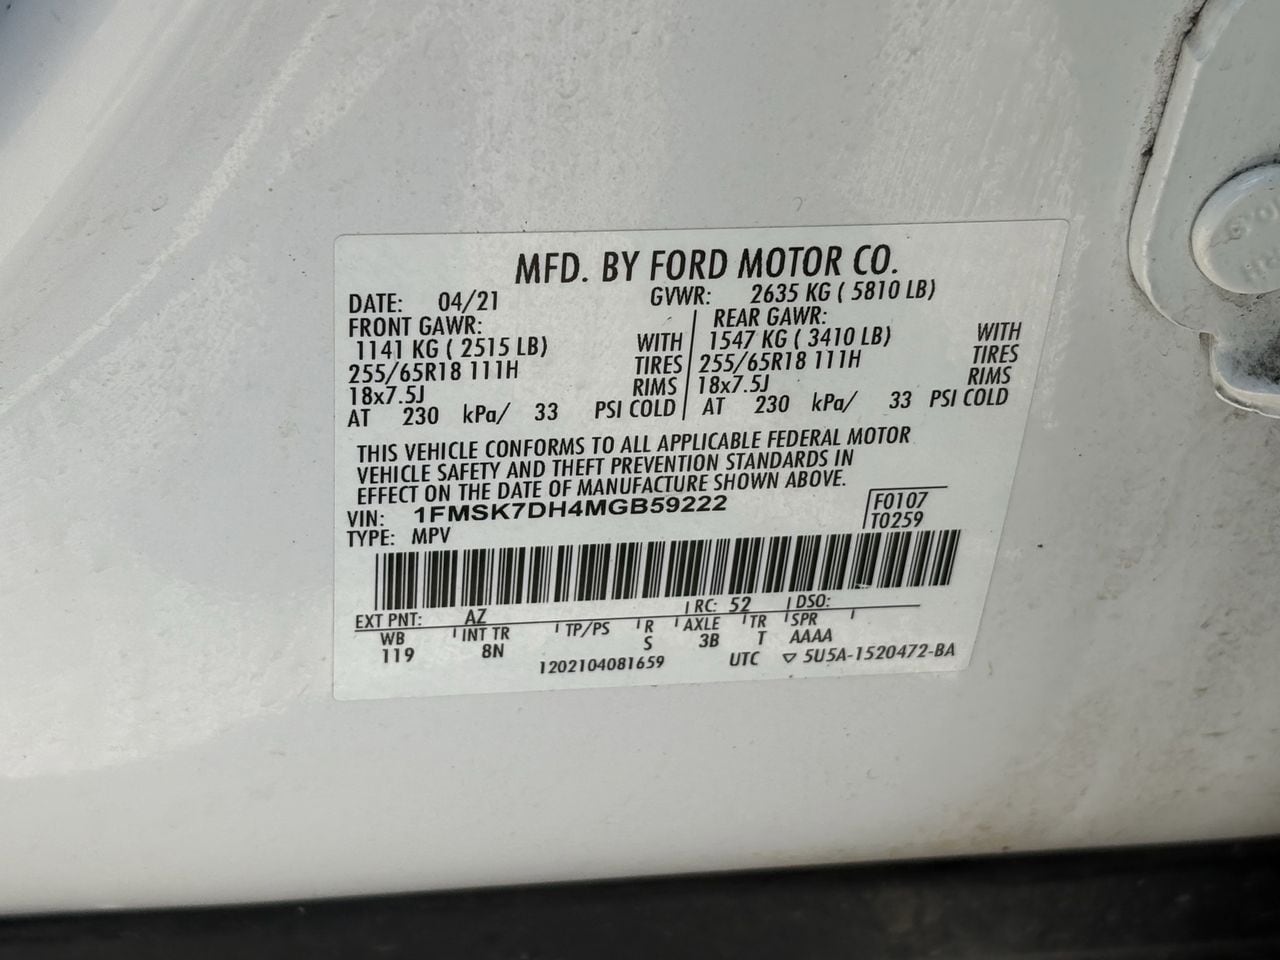 MFD. BY FORD MOTOR CO.
DATE: 04/21 GVWR: 2635 KG ( 5810 LB)
FRONT GAWR: REAR GAWR:
1141 KG ( 2515 LB) WITH 1547 KG ( 3410 LB) WITH
255/65R18 111H TIRES 255/65R18 111H TIRES
18x7.5J RIMS 18x7.5J RIMS
AT 230 kPa/ 33 PSI COLD AT 230 kPa/ 33 PSI COLD
THIS VEHICLE CONFORMS TO ALL APPLICABLE FEDERAL MOTOR
VEHICLE SAFETY AND THEFT PREVENTION STANDARDS IN
EFFECT ON THE DATE OF MANUFACTURE SHOWN ABOVE.
VIN: 1FMSK7DH4MGB59222 F0107
TYPE: MPV T0259
EXT PNT: AZ RC: 52 DSO:
WB INT TR TP/PS R AXLE TR SPR
119 8N S 3B T AAAA
1202104081659 UTC ▽ 5U5A-1520472-BA